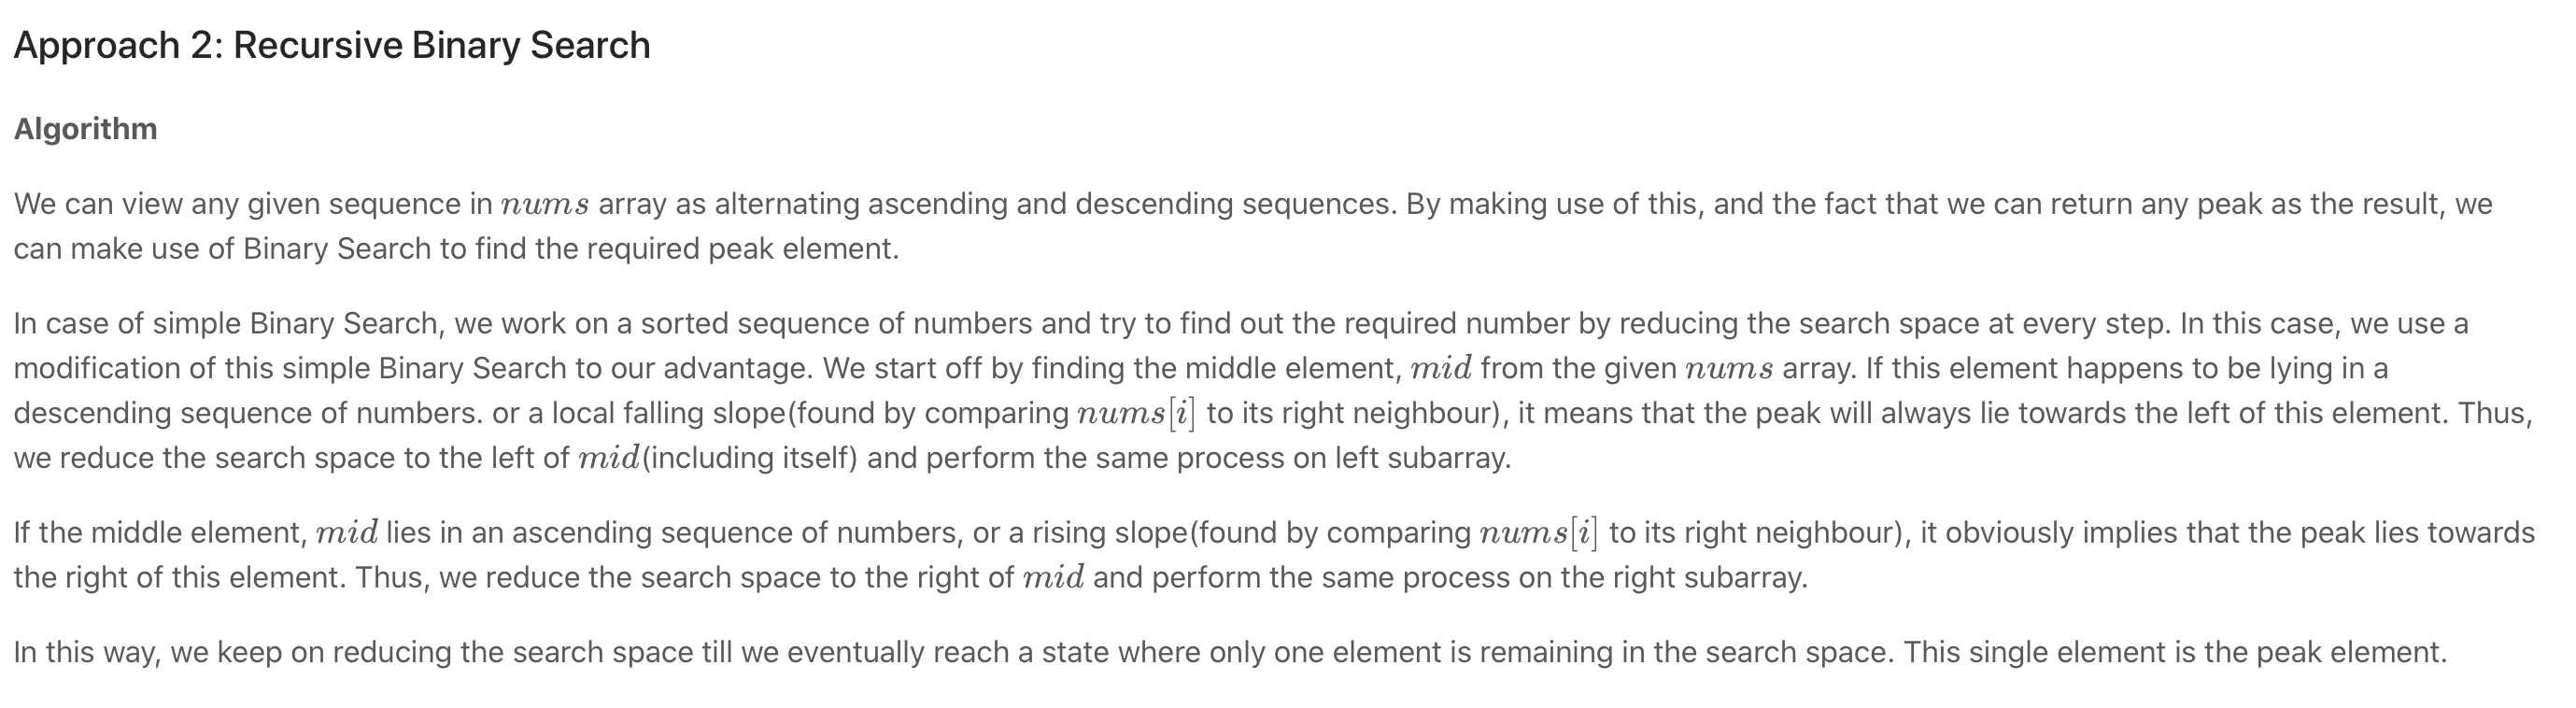 Approach 2: Recursive Binary Search
Algorithm
We can view any given sequence in nums array as alternating ascending and descending sequences. By making use of this, and the fact that we can return any peak as the result, we
can make use of Binary Search to find the required peak element.
In case of simple Binary Search, we work on a sorted sequence of numbers and try to find out the required number by reducing the search space at every step. In this case, we use a
modification of this simple Binary Search to our advantage. We start off by finding the middle element, mid from the given nums array. If this element happens to be lying in a
descending sequence of numbers. or a local falling slope(found by comparing nums[i] to its right neighbour), it means that the peak will always lie towards the left of this element. Thus,
we reduce the search space to the left of mid(including itself) and perform the same process on left subarray.
If the middle element, mid lies in an ascending sequence of numbers, or a rising slope(found by comparing nums[i] to its right neighbour), it obviously implies that the peak lies towards
the right of this element. Thus, we reduce the search space to the right of mid and perform the same process on the right subarray.
In this way, we keep on reducing the search space till we eventually reach a state where only one element is remaining in the search space. This single element is the peak element.